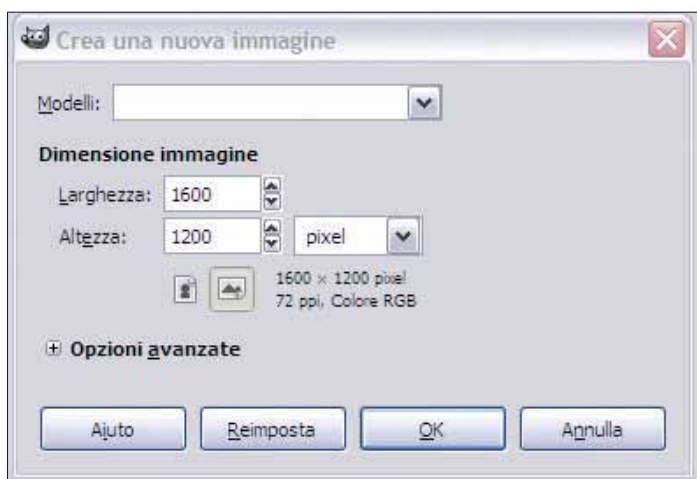 Crea una nuova immagine
Modelli:
Dimensione immagine
Larghezza: 1600
Altezza: 1200 pixel
1600 × 1200 pixel
72 ppi, Colore RGB
Opzioni avanzate
Aiuto Reimposta OK Annulla